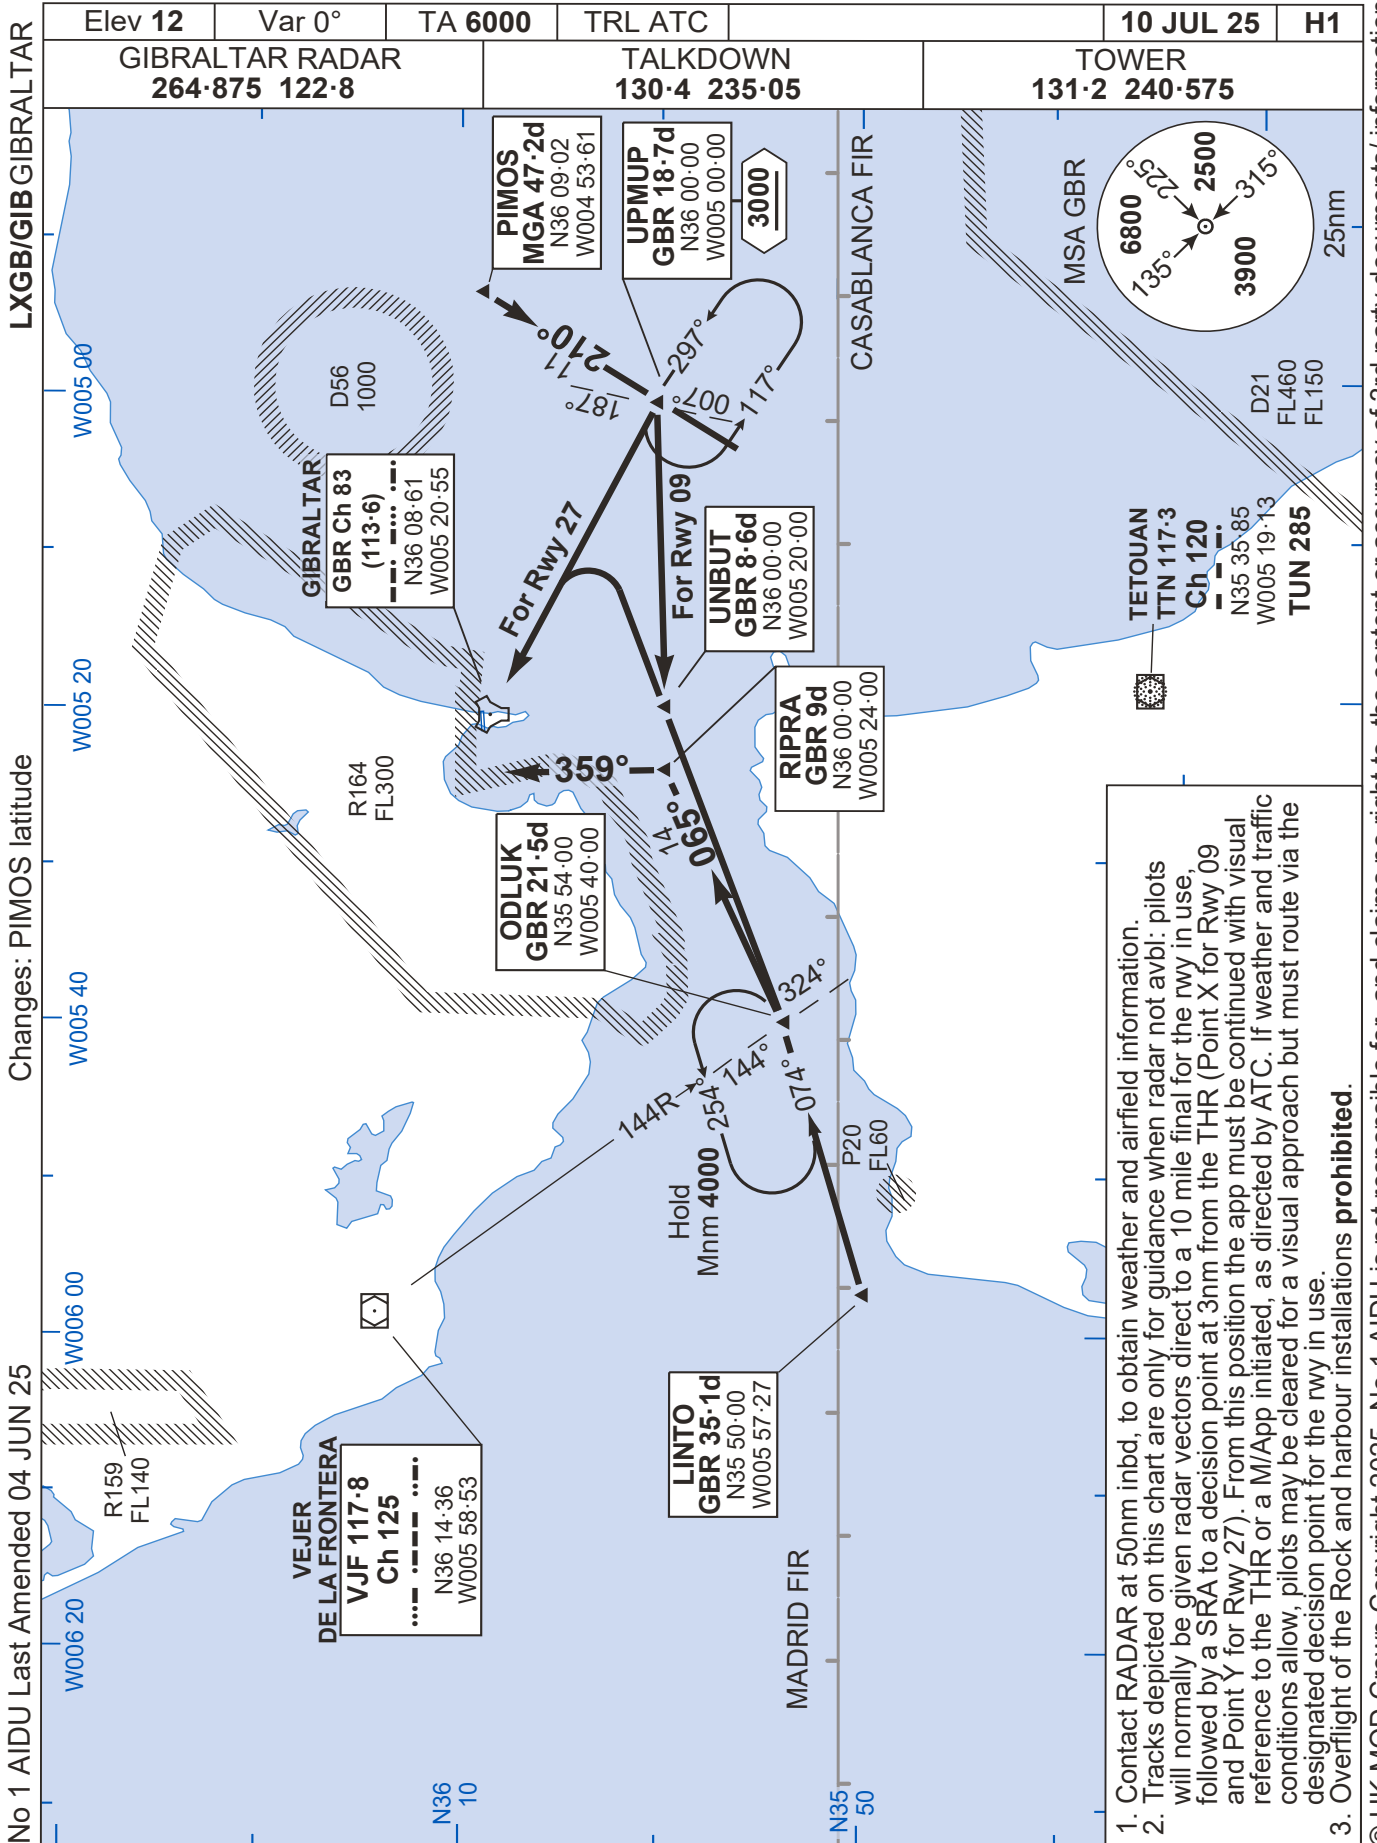 No 1 AIDU Last Amended 04 JUN 25
Changes: PIMOS latitude
LXGB/GIB GIBRALTAR
Elev 12
Var 0°
TA 6000
TRL ATC
10 JUL 25
H1
GIBRALTAR RADAR
264·875 122·8
TALKDOWN
130·4 235·05
TOWER
131·2 240·575
W006 20
W006 00
W005 40
W005 20
W005 00
N36
10
N35
50
R159
FL140
VEJER
DE LA FRONTERA
VJF 117·8
Ch 125
N36 14·36
W005 58·53
R164
FL300
D56
1000
GIBRALTAR
GBR Ch 83
(113·6)
N36 08·61
W005 20·55
PIMOS
MGA 47·2d
N36 09·02
W004 53·61
UPMUP
GBR 18·7d
N36 00·00
W005 00·00
3000
210°
11
187°
007°
297°
117°
For Rwy 27
For Rwy 09
UNBUT
GBR 8·6d
N36 00·00
W005 20·00
RIPRA
GBR 9d
N36 00·00
W005 24·00
359°
065°
14
ODLUK
GBR 21·5d
N35 54·00
W005 40·00
324°
144°
144R
254°
074°
Hold
Mnm 4000
LINTO
GBR 35·1d
N35 50·00
W005 57·27
P20
FL60
MADRID FIR
CASABLANCA FIR
MSA GBR
6800
2500
3900
225°
315°
135°
25nm
D21
FL460
FL150
TETOUAN
TTN 117·3
Ch 120
N35 35·85
W005 19·13
TUN 285
1. Contact RADAR at 50nm inbd, to obtain weather and airfield information.
2. Tracks depicted on this chart are only for guidance when radar not avbl: pilots
will normally be given radar vectors direct to a 10 mile final for the rwy in use,
followed by a SRA to a decision point at 3nm from the THR (Point X for Rwy 09
and Point Y for Rwy 27). From this position the app must be continued with visual
reference to the THR or a M/App initiated, as directed by ATC. If weather and traffic
conditions allow, pilots may be cleared for a visual approach but must route via the
designated decision point for the rwy in use.
3. Overflight of the Rock and harbour installations prohibited.